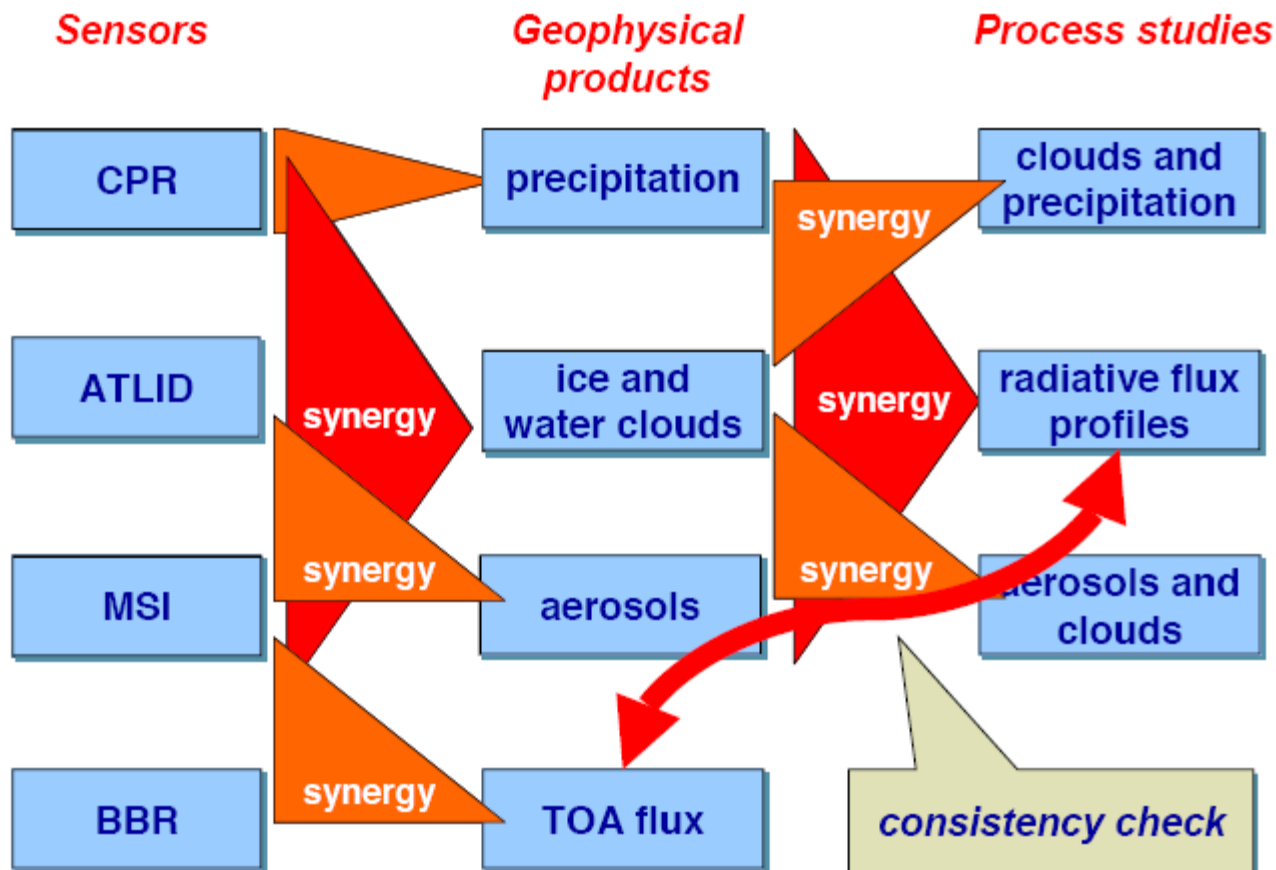 Sensors
Geophysical
products
Process studies
CPR
precipitation
synergy
clouds and
precipitation
ATLID
synergy
ice and
water clouds
synergy
radiative flux
profiles
MSI
synergy
aerosols
synergy
aerosols and
clouds
BBR
synergy
TOA flux
consistency check